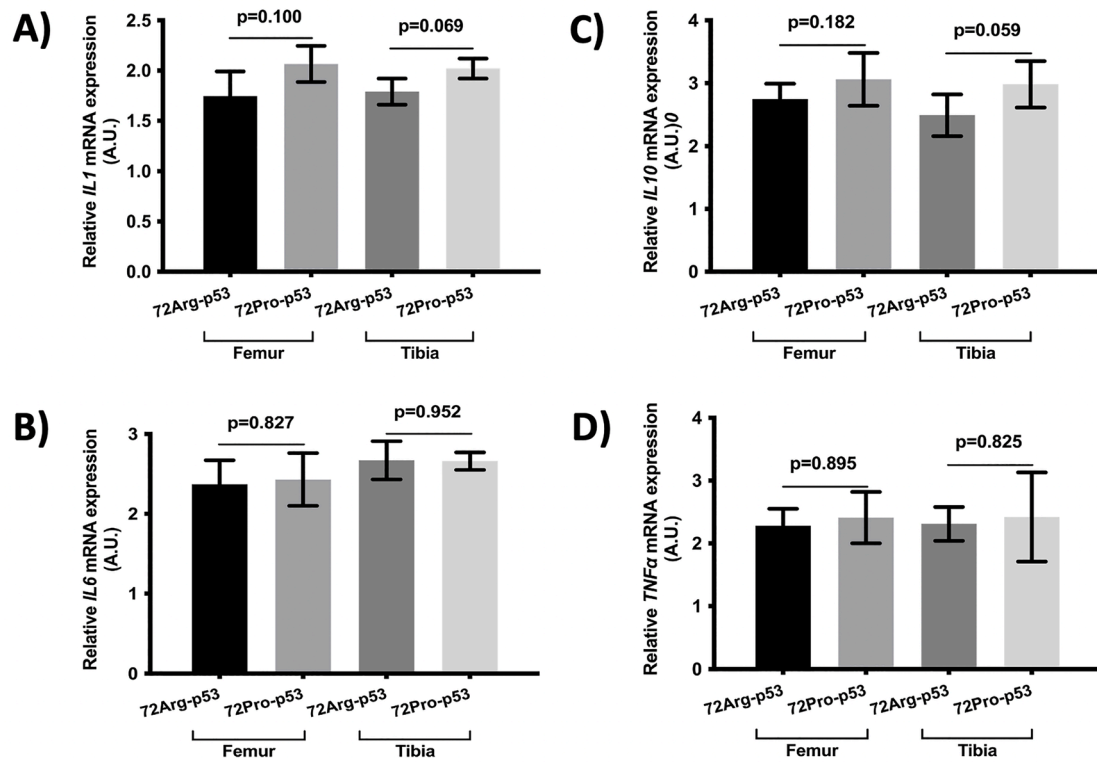 A)
Relative IL1 mRNA expression
(A.U.)
2.5
2.0
1.5
1.0
0.5
0.0
p=0.100
p=0.069
72Arg-p53
72Pro-p53
72Arg-p53
72Pro-p53
Femur
Tibia
C)
Relative IL10 mRNA expression
(A.U.)0
4
3
2
1
0
p=0.182
p=0.059
72Arg-p53
72Pro-p53
72Arg-p53
72Pro-p53
Femur
Tibia
B)
Relative IL6 mRNA expression
(A.U.)
3
2
1
0
p=0.827
p=0.952
72Arg-p53
72Pro-p53
72Arg-p53
72Pro-p53
Femur
Tibia
D)
Relative TNFα mRNA expression
(A.U.)
4
3
2
1
0
p=0.895
p=0.825
72Arg-p53
72Pro-p53
72Arg-p53
72Pro-p53
Femur
Tibia